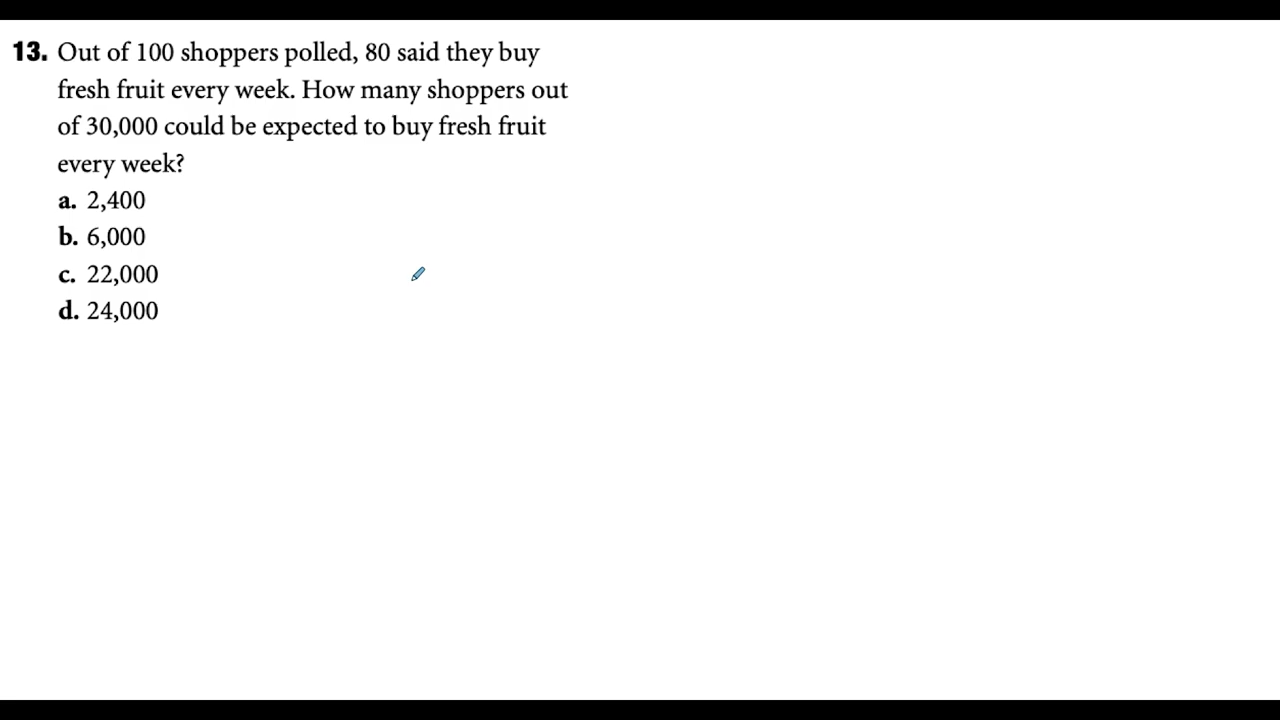 13. Out of 100 shoppers polled, 80 said they buy
fresh fruit every week. How many shoppers out
of 30,000 could be expected to buy fresh fruit
every week?
a. 2,400
b. 6,000
c. 22,000
d. 24,000